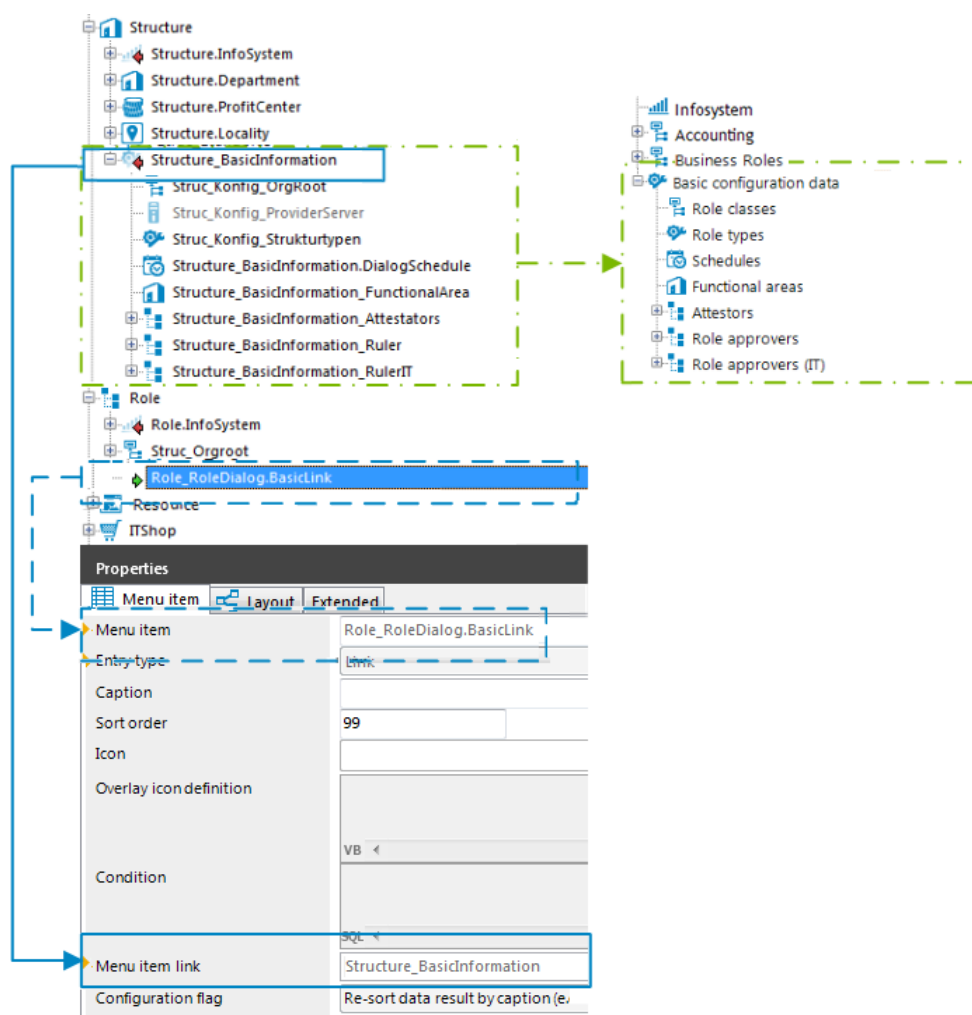 Structure
Structure.InfoSystem
Structure.Department
Structure.ProfitCenter
Structure.Locality
Structure_BasicInformation
Struc_Konfig_OrgRoot
Struc_Konfig_ProviderServer
Struc_Konfig_Strukturtypen
Structure_BasicInformation.DialogSchedule
Structure_BasicInformation_FunctionalArea
Structure_BasicInformation_Attestators
Structure_BasicInformation_Ruler
Structure_BasicInformation_RulerIT
Role
Role.InfoSystem
Struc_Orgroot
Role_RoleDialog.BasicLink
Resource
ITShop
Infosystem
Accounting
Business Roles
Basic configuration data
Role classes
Role types
Schedules
Functional areas
Attestors
Role approvers
Role approvers (IT)
Properties
Menu item Layout Extended
Menu item Role_RoleDialog.BasicLink
Entry type Link
Caption
Sort order 99
Icon
Overlay icon definition
VB
Condition
SQL
Menu item link Structure_BasicInformation
Configuration flag Re-sort data result by caption (e.